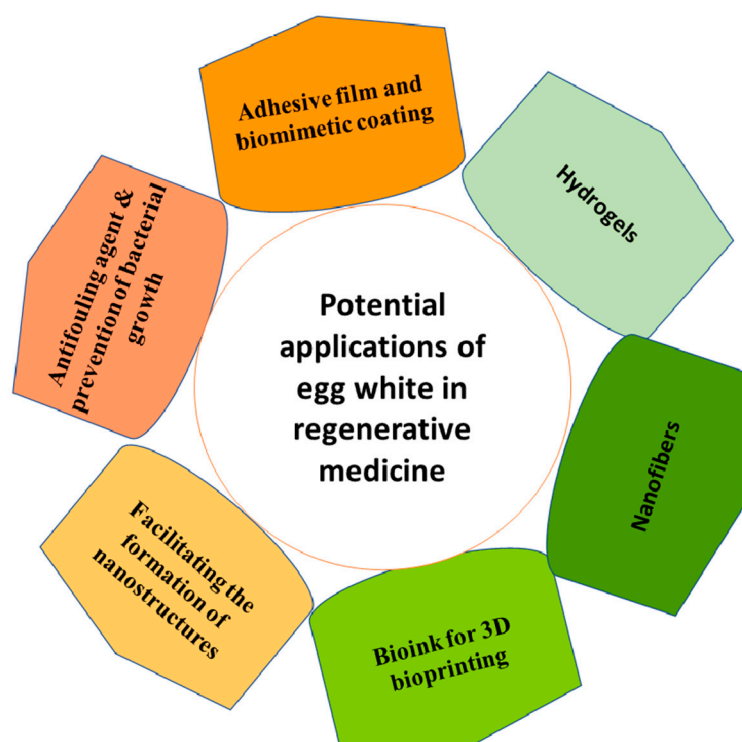 Potential
applications of
egg white in
regenerative
medicine
Adhesive film and
biomimetic coating
Hydrogels
Nanofibers
Bioink for 3D
bioprinting
Facilitating the
formation of
nanostructures
Antifouling agent &
prevention of bacterial
growth